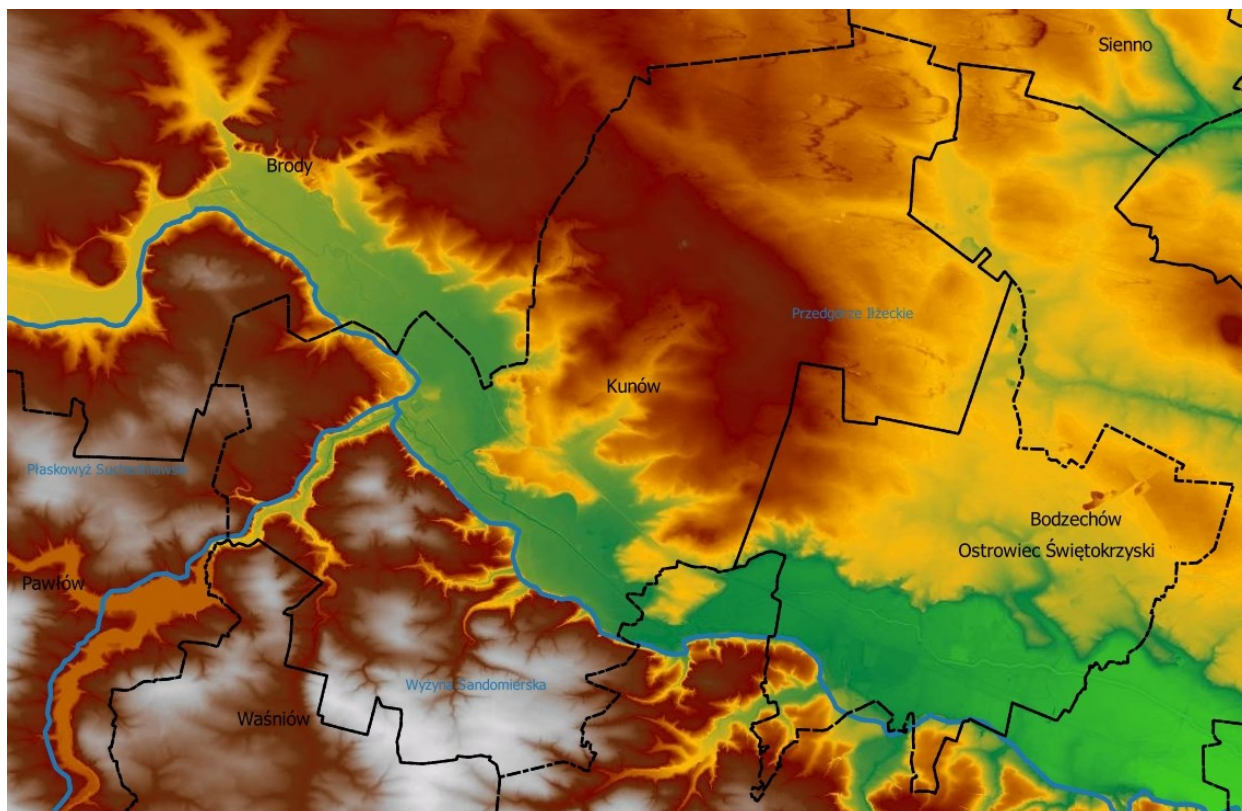 Sienno
Brody
Przedgórze Iłżeckie
Kunów
Płaskowyż Suchedniowski
Bodzechów
Ostrowiec Świętokrzyski
Pawłów
Wyżyna Sandomierska
Waśniów